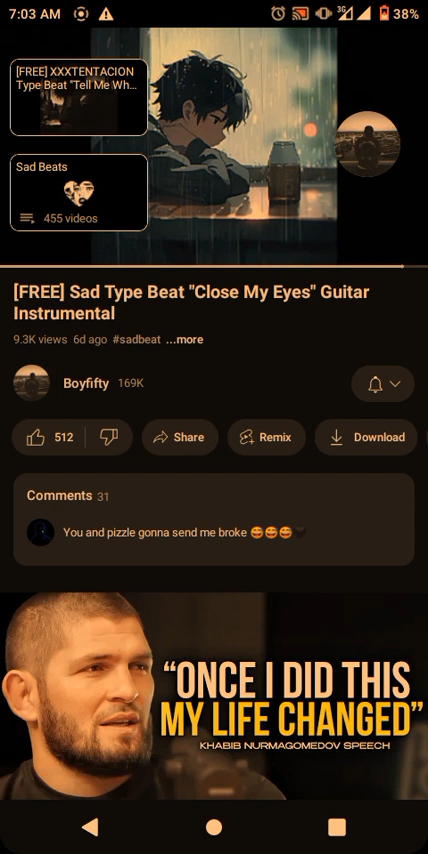 7:03 AM
3G
38%
[FREE] XXXTENTACION
Type Beat "Tell Me Wh...
Sad Beats
455 videos
[FREE] Sad Type Beat "Close My Eyes" Guitar
Instrumental
9.3K views 6d ago #sadbeat ...more
Boyfifty 169K
512
Share
Remix
Download
Comments 31
You and pizzle gonna send me broke 🥰🥰🥰🖤
“ONCE I DID THIS
MY LIFE CHANGED”
KHABIB NURMAGOMEDOV SPEECH